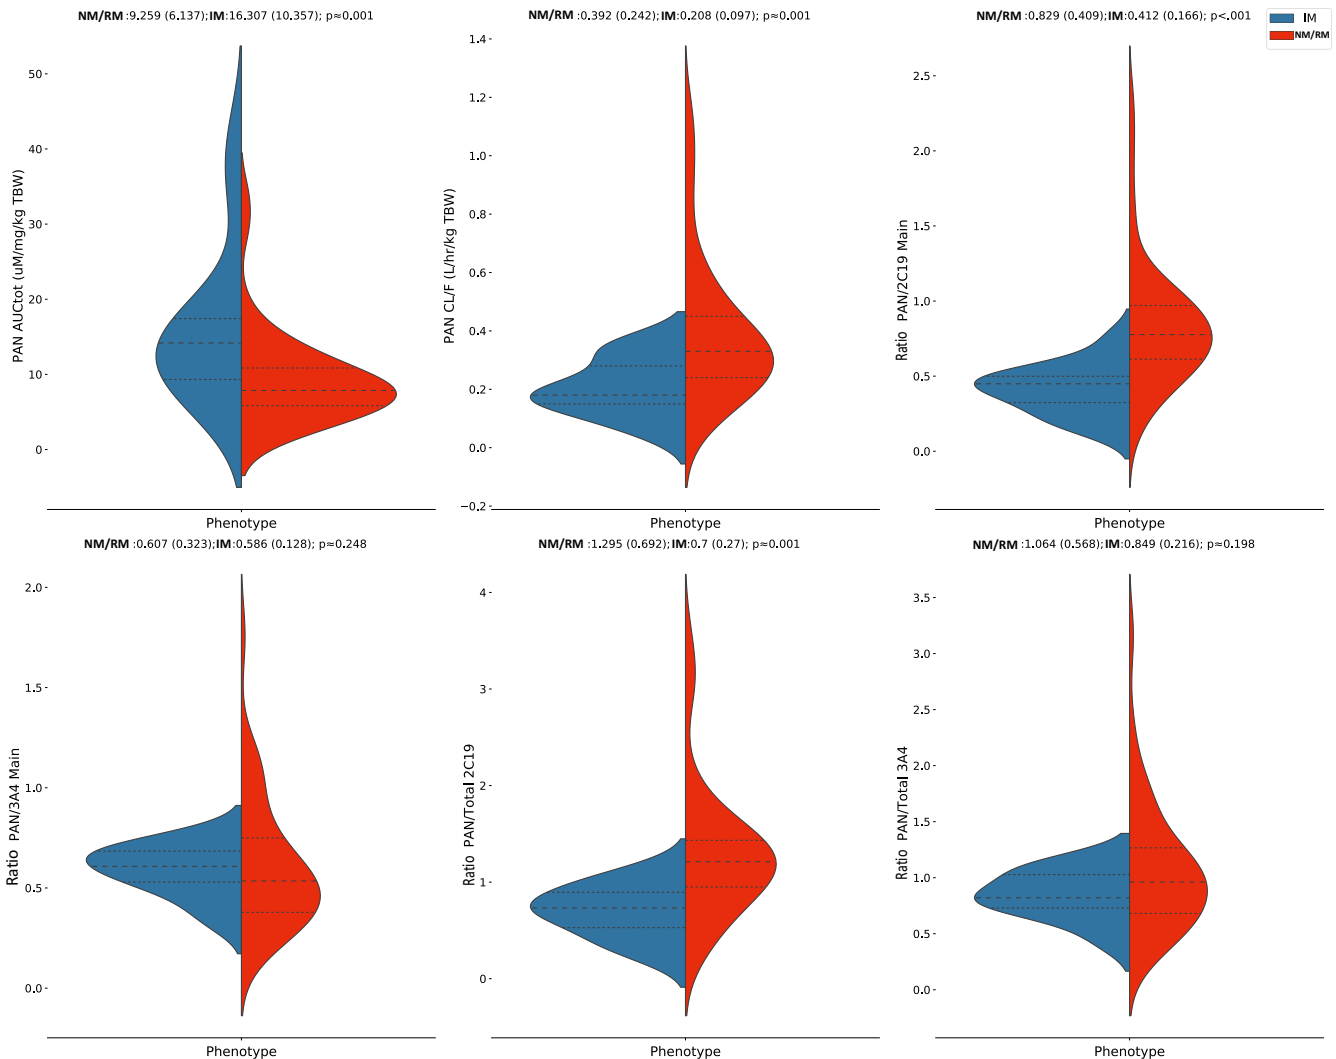 NM/RM :9.259 (6.137);IM:16.307 (10.357); p≈0.001
50
40
30
20
10
0
PAN AUCtot (uM/mg/kg TBW)
Phenotype
NM/RM :0.392 (0.242);IM:0.208 (0.097); p≈0.001
1.4
1.2
1.0
0.8
0.6
0.4
0.2
0.0
−0.2
PAN CL/F (L/hr/kg TBW)
Phenotype
NM/RM :0.829 (0.409);IM:0.412 (0.166); p<.001
IM
NM/RM
2.5
2.0
1.5
1.0
0.5
0.0
Ratio PAN/2C19 Main
Phenotype
NM/RM :0.607 (0.323);IM:0.586 (0.128); p≈0.248
2.0
1.5
1.0
0.5
0.0
Ratio PAN/3A4 Main
Phenotype
NM/RM :1.295 (0.692);IM:0.7 (0.27); p≈0.001
4
3
2
1
0
Ratio PAN/Total 2C19
Phenotype
NM/RM :1.064 (0.568);IM:0.849 (0.216); p≈0.198
3.5
3.0
2.5
2.0
1.5
1.0
0.5
0.0
Ratio PAN/Total 3A4
Phenotype